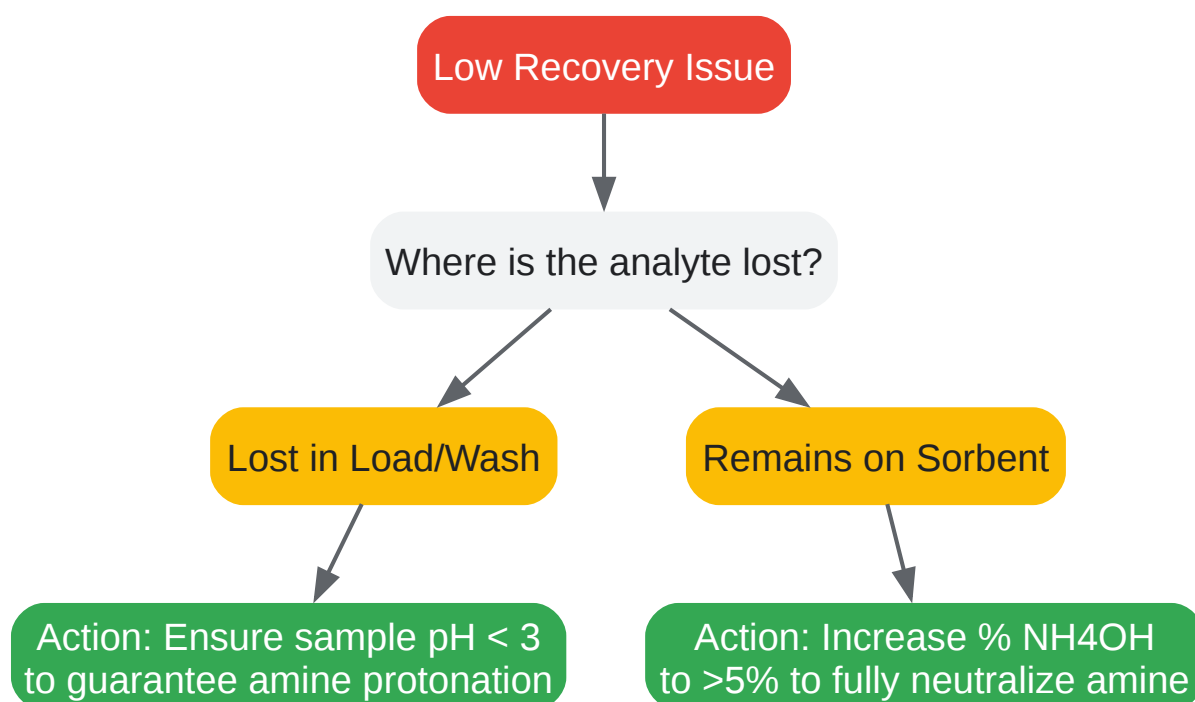 Low Recovery Issue
Where is the analyte lost?
Lost in Load/Wash
Remains on Sorbent
Action: Ensure sample pH < 3
to guarantee amine protonation
Action: Increase % NH4OH
to >5% to fully neutralize amine